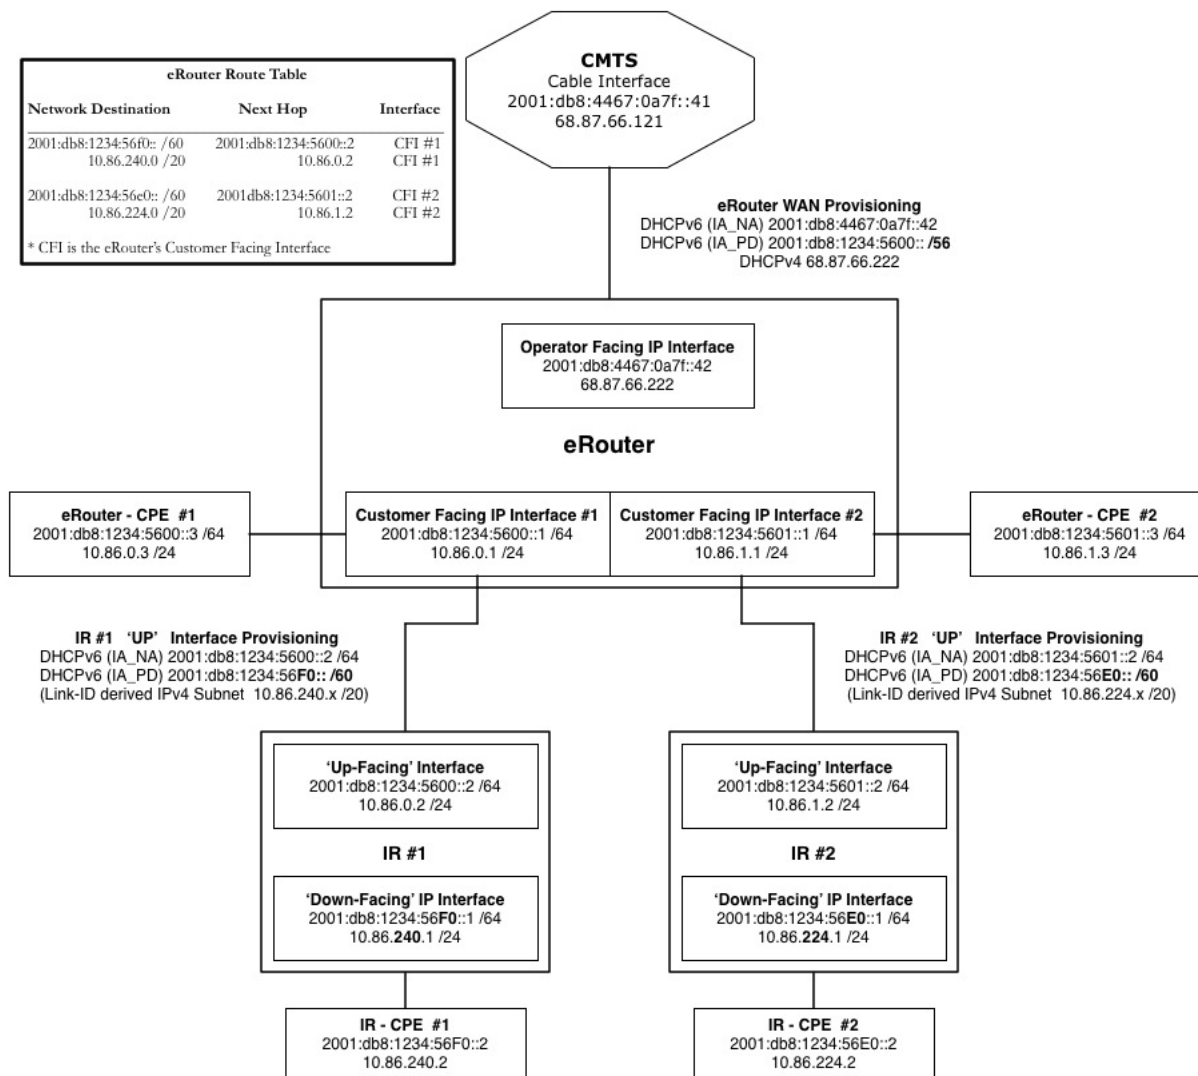 CMTS
Cable Interface
2001:db8:4467:0a7f::41
68.87.66.121
eRouter Route Table
Network Destination Next Hop Interface
2001:db8:1234:56f0:: /60 2001:db8:1234:5600::2 CFI #1
10.86.240.0 /20 10.86.0.2 CFI #1
2001:db8:1234:56e0:: /60 2001db8:1234:5601::2 CFI #2
10.86.224.0 /20 10.86.1.2 CFI #2
* CFI is the eRouter's Customer Facing Interface
eRouter WAN Provisioning
DHCPv6 (IA_NA) 2001:db8:4467:0a7f::42
DHCPv6 (IA_PD) 2001:db8:1234:5600:: /56
DHCPv4 68.87.66.222
Operator Facing IP Interface
2001:db8:4467:0a7f::42
68.87.66.222
eRouter
eRouter - CPE #1
2001:db8:1234:5600::3 /64
10.86.0.3 /24
Customer Facing IP Interface #1
2001:db8:1234:5600::1 /64
10.86.0.1 /24
Customer Facing IP Interface #2
2001:db8:1234:5601::1 /64
10.86.1.1 /24
eRouter - CPE #2
2001:db8:1234:5601::3 /64
10.86.1.3 /24
IR #1 ‘UP’ Interface Provisioning
DHCPv6 (IA_NA) 2001:db8:1234:5600::2 /64
DHCPv6 (IA_PD) 2001:db8:1234:56F0:: /60
(Link-ID derived IPv4 Subnet 10.86.240.x /20)
IR #2 ‘UP’ Interface Provisioning
DHCPv6 (IA_NA) 2001:db8:1234:5601::2 /64
DHCPv6 (IA_PD) 2001:db8:1234:56E0:: /60
(Link-ID derived IPv4 Subnet 10.86.224.x /20)
‘Up-Facing’ Interface
2001:db8:1234:5600::2 /64
10.86.0.2 /24
IR #1
‘Down-Facing’ IP Interface
2001:db8:1234:56F0::1 /64
10.86.240.1 /24
‘Up-Facing’ Interface
2001:db8:1234:5601::2 /64
10.86.1.2 /24
IR #2
‘Down-Facing’ IP Interface
2001:db8:1234:56E0::1 /64
10.86.224.1 /24
IR - CPE #1
2001:db8:1234:56F0::2
10.86.240.2
IR - CPE #2
2001:db8:1234:56E0::2
10.86.224.2